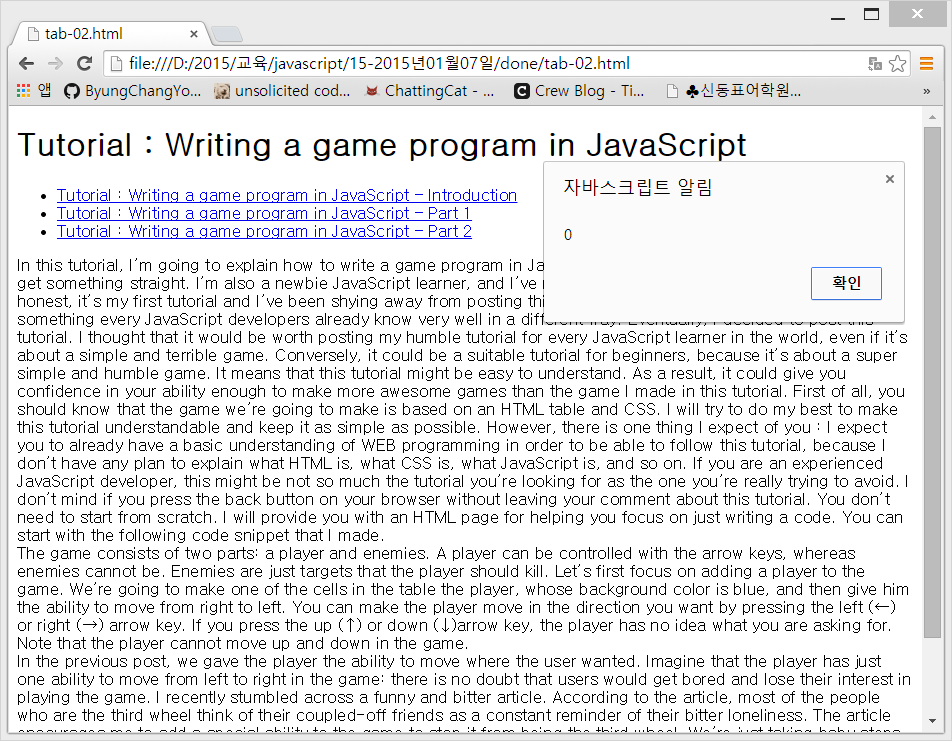 tab-02.html
file:///D:/2015/교육/javascript/15-2015년01월07일/done/tab-02.html
앱 ByungChangYo... unsolicited cod... ChattingCat - ... Crew Blog - Ti... ♣신동표어학원... »
Tutorial : Writing a game program in JavaScript
자바스크립트 알림
0
확인
• Tutorial : Writing a game program in JavaScript - Introduction
• Tutorial : Writing a game program in JavaScript - Part 1
• Tutorial : Writing a game program in JavaScript - Part 2
In this tutorial, I'm going to explain how to write a game program in Ja
get something straight. I'm also a newbie JavaScript learner, and I've
honest, it's my first tutorial and I've been shying away from posting thi
something every JavaScript developers already know very well in a different way. Eventually, I decided to post this
tutorial. I thought that it would be worth posting my humble tutorial for every JavaScript learner in the world, even if it's
about a simple and terrible game. Conversely, it could be a suitable tutorial for beginners, because it's about a super
simple and humble game. It means that this tutorial might be easy to understand. As a result, it could give you
confidence in your ability enough to make more awesome games than the game I made in this tutorial. First of all, you
should know that the game we're going to make is based on an HTML table and CSS. I will try to do my best to make
this tutorial understandable and keep it as simple as possible. However, there is one thing I expect of you : I expect
you to already have a basic understanding of WEB programming in order to be able to follow this tutorial, because I
don't have any plan to explain what HTML is, what CSS is, what JavaScript is, and so on. If you are an experienced
JavaScript developer, this might be not so much the tutorial you're looking for as the one you're really trying to avoid. I
don't mind if you press the back button on your browser without leaving your comment about this tutorial. You don't
need to start from scratch. I will provide you with an HTML page for helping you focus on just writing a code. You can
start with the following code snippet that I made.
The game consists of two parts: a player and enemies. A player can be controlled with the arrow keys, whereas
enemies cannot be. Enemies are just targets that the player should kill. Let's first focus on adding a player to the
game. We're going to make one of the cells in the table the player, whose background color is blue, and then give him
the ability to move from right to left. You can make the player move in the direction you want by pressing the left (←)
or right (→) arrow key. If you press the up (↑) or down (↓)arrow key, the player has no idea what you are asking for.
Note that the player cannot move up and down in the game.
In the previous post, we gave the player the ability to move where the user wanted. Imagine that the player has just
one ability to move from left to right in the game: there is no doubt that users would get bored and lose their interest in
playing the game. I recently stumbled across a funny and bitter article. According to the article, most of the people
who are the third wheel think of their coupled-off friends as a constant reminder of their bitter loneliness. The article
encourages me to add a special ability to the game to stop it from being the third wheel. We're just taking baby steps